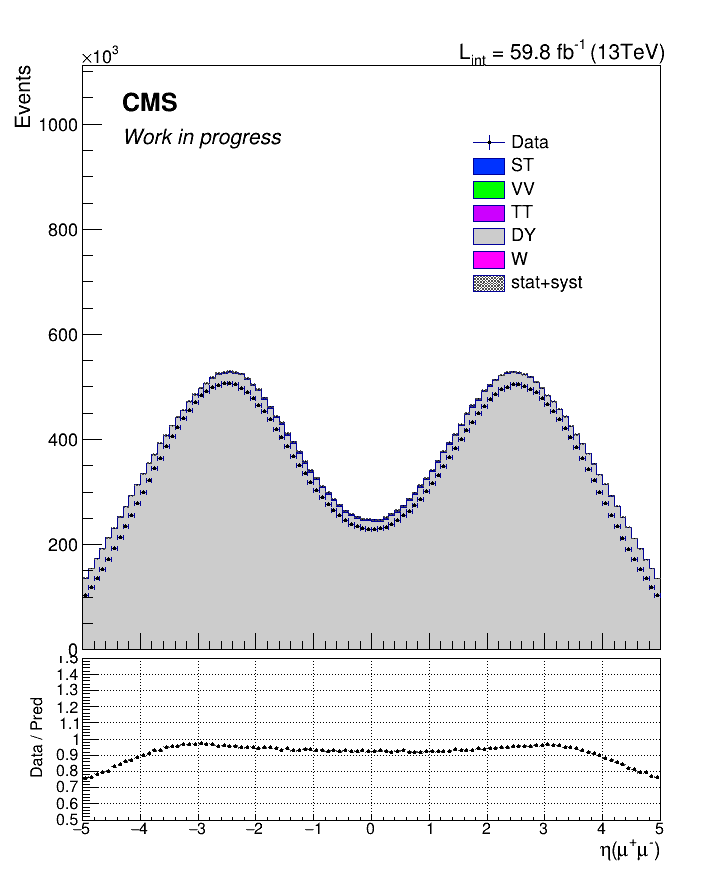 ×10³
L_int = 59.8 fb⁻¹ (13TeV)
Events
CMS
Work in progress
Data
ST
VV
TT
DY
W
stat+syst
1000
800
600
400
200
0
Data / Pred
1.5
1.4
1.3
1.2
1.1
1
0.9
0.8
0.7
0.6
0.5
−5 −4 −3 −2 −1 0 1 2 3 4 5
η(μ⁺μ⁻)